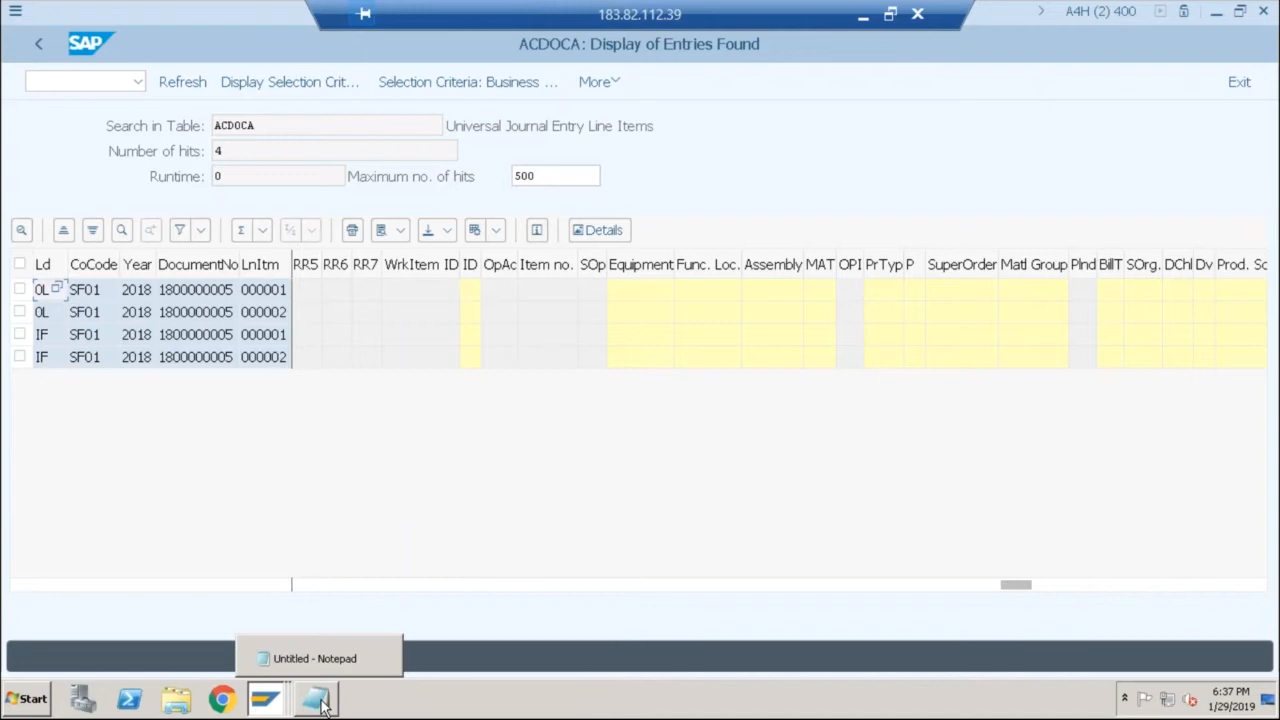 183.82.112.39
A4H (2) 400
SAP
ACDOCA: Display of Entries Found
Refresh Display Selection Crit... Selection Criteria: Business ... More Exit
Search in Table: ACDOCA Universal Journal Entry Line Items
Number of hits: 4
Runtime: 0 Maximum no. of hits 500
Details
Ld CoCode Year DocumentNo LnItm RR5 RR6 RR7 WrkItem ID ID OpAc Item no. SOp Equipment Func. Loc. Assembly MAT OPI PrTyp P SuperOrder Matl Group Plnd BillT SOrg. DChl Dv Prod. Sc
0L SF01 2018 1800000005 000001
0L SF01 2018 1800000005 000002
IF SF01 2018 1800000005 000001
IF SF01 2018 1800000005 000002
Untitled - Notepad
Start
6:37 PM
1/29/2019